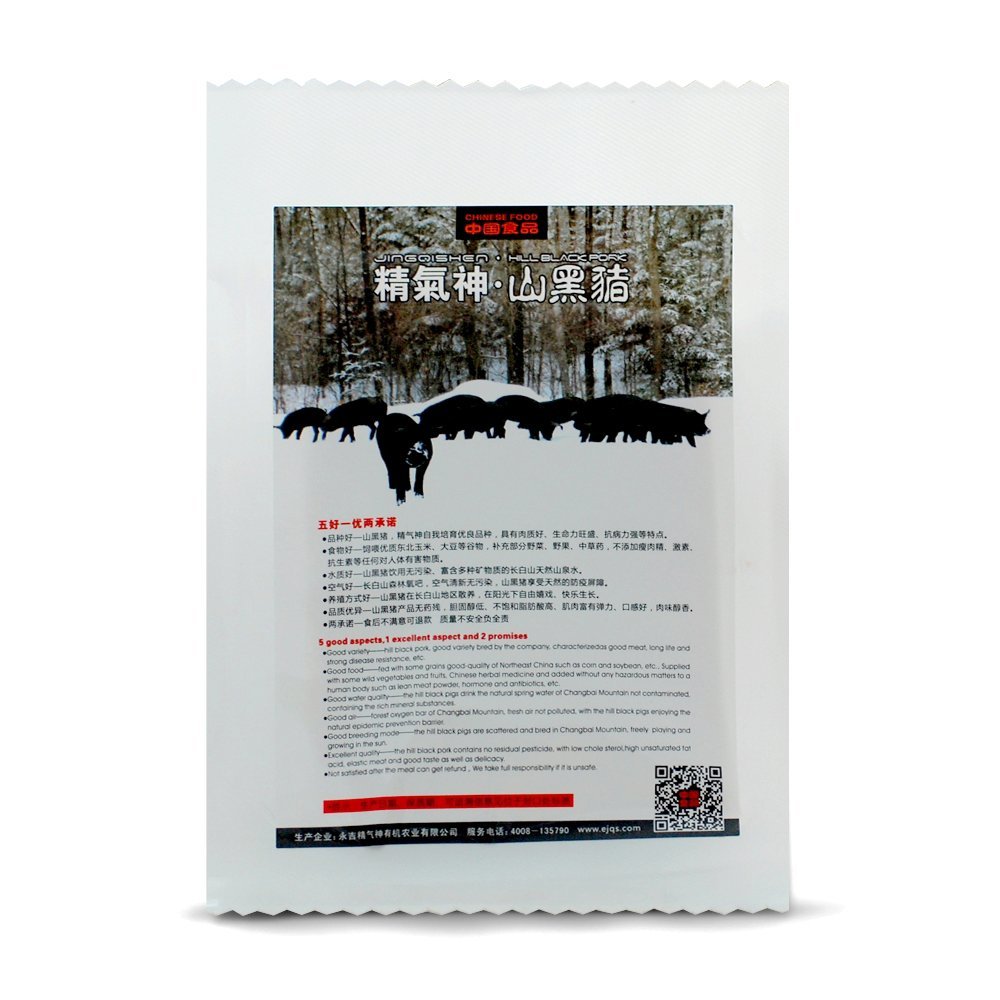 CHINESE FOOD
中国食品
JINGQISHEN · HILL BLACK PORK
精氣神·山黑猪
五好一优两承诺
●品种好—山黑猪，精气神自我培育优良品种，具有肉质好、生命力旺盛、抗病力强等特点。
●食物好—饲喂优质东北玉米、大豆等谷物，补充部分野菜、野果、中草药，不添加瘦肉精、激素、
抗生素等任何对人体有害物质。
●水质好—山黑猪饮用无污染、富含多种矿物质的长白山天然山泉水。
●空气好—长白山森林氧吧，空气清新无污染，山黑猪享受天然的防疫屏障。
●养殖方式好—山黑猪在长白山地区散养，在阳光下自由嬉戏、快乐生长。
●品质优异—山黑猪产品无药残，胆固醇低、不饱和脂肪酸高、肌肉富有弹力、口感好，肉味醇香。
●两承诺—食后不满意可退款 质量不安全负全责
5 good aspects,1 excellent aspect and 2 promises
●Good variety——hill black pork, good variety bred by the company, characterizedas good meat, long life and
strong disease resistance, etc.
●Good food——fed with some grains good-quality of Northeast China such as corn and soybean, etc., Supplied
with some wild vegetables and fruits, Chinese herbal medicine and added without any hazardous matters to a
human body such as lean meat powder, hormone and antibiotics, etc.
●Good water quality——the hill black pigs drink the natural spring water of Changbai Mountain not contaminated,
containing the rich mineral substances.
●Good air——forest oxygen bar of Changbai Mountain, fresh air not polluted, with the hill black pigs enjoying the
natural epidemic prevention barrier.
●Good breeding mode——the hill black pigs are scattered and bred in Changbai Mountain, freely playing and
growing in the sun.
●Excellent quality——the hill black pork contains no residual pesticide, with low chole sterol,high unsaturated fat
acid, elastic meat and good taste as well as delicacy.
●Not satisfied after the meal can get refund , We take full responsibility if it is unsafe.
生产企业：永吉精气神有机农业有限公司 服务电话：4008-135790 www.ejqs.com